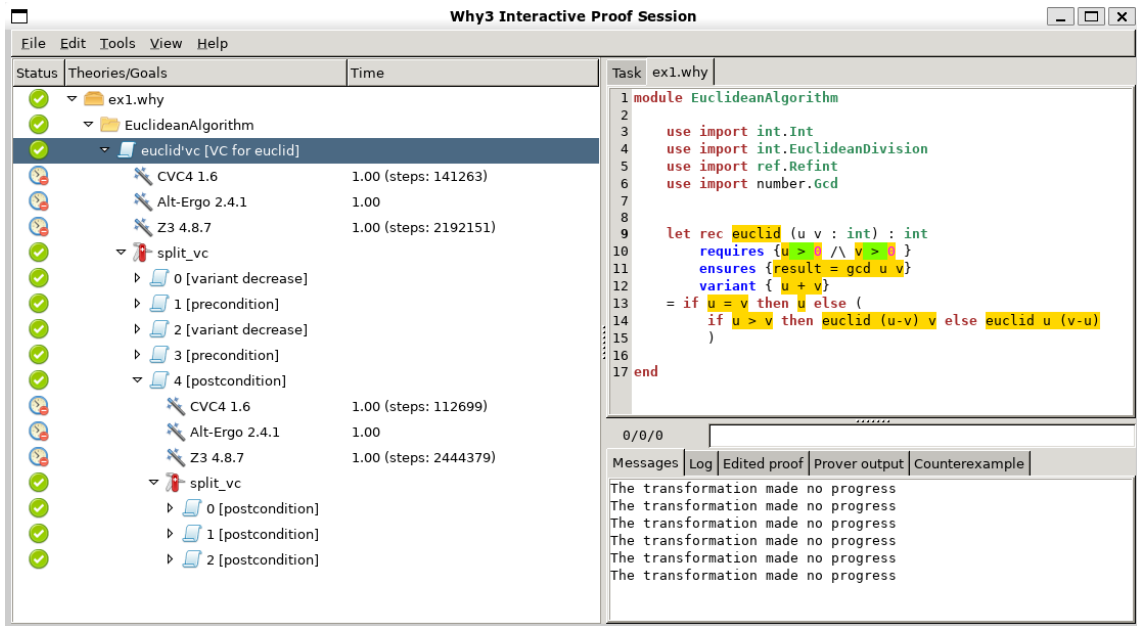 Why3 Interactive Proof Session
File Edit Tools View Help
Status Theories/Goals Time
ex1.why
EuclideanAlgorithm
euclid'vc [VC for euclid]
CVC4 1.6 1.00 (steps: 141263)
Alt-Ergo 2.4.1 1.00
Z3 4.8.7 1.00 (steps: 2192151)
split_vc
0 [variant decrease]
1 [precondition]
2 [variant decrease]
3 [precondition]
4 [postcondition]
CVC4 1.6 1.00 (steps: 112699)
Alt-Ergo 2.4.1 1.00
Z3 4.8.7 1.00 (steps: 2444379)
split_vc
0 [postcondition]
1 [postcondition]
2 [postcondition]
Task ex1.why
1 module EuclideanAlgorithm
2
3 use import int.Int
4 use import int.EuclideanDivision
5 use import ref.Refint
6 use import number.Gcd
7
8
9 let rec euclid (u v : int) : int
10 requires {u > 0 /\ v > 0 }
11 ensures {result = gcd u v}
12 variant { u + v}
13 = if u = v then u else (
14 if u > v then euclid (u-v) v else euclid u (v-u)
15 )
16
17 end
0/0/0
Messages Log Edited proof Prover output Counterexample
The transformation made no progress
The transformation made no progress
The transformation made no progress
The transformation made no progress
The transformation made no progress
The transformation made no progress